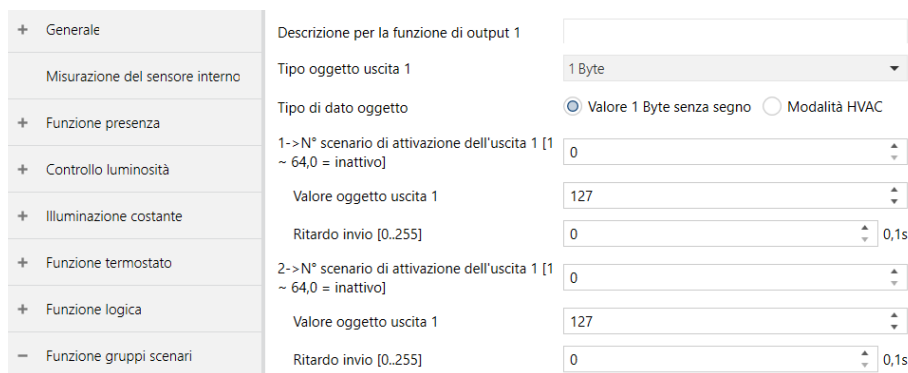 + Generale
Misurazione del sensore interno
+ Funzione presenza
+ Controllo luminosità
+ Illuminazione costante
+ Funzione termostato
+ Funzione logica
− Funzione gruppi scenari
Descrizione per la funzione di output 1
Tipo oggetto uscita 1 1 Byte
Tipo di dato oggetto Valore 1 Byte senza segno Modalità HVAC
1->N° scenario di attivazione dell'uscita 1 [1
~ 64,0 = inattivo] 0
Valore oggetto uscita 1 127
Ritardo invio [0..255] 0 0,1s
2->N° scenario di attivazione dell'uscita 1 [1
~ 64,0 = inattivo] 0
Valore oggetto uscita 1 127
Ritardo invio [0..255] 0 0,1s